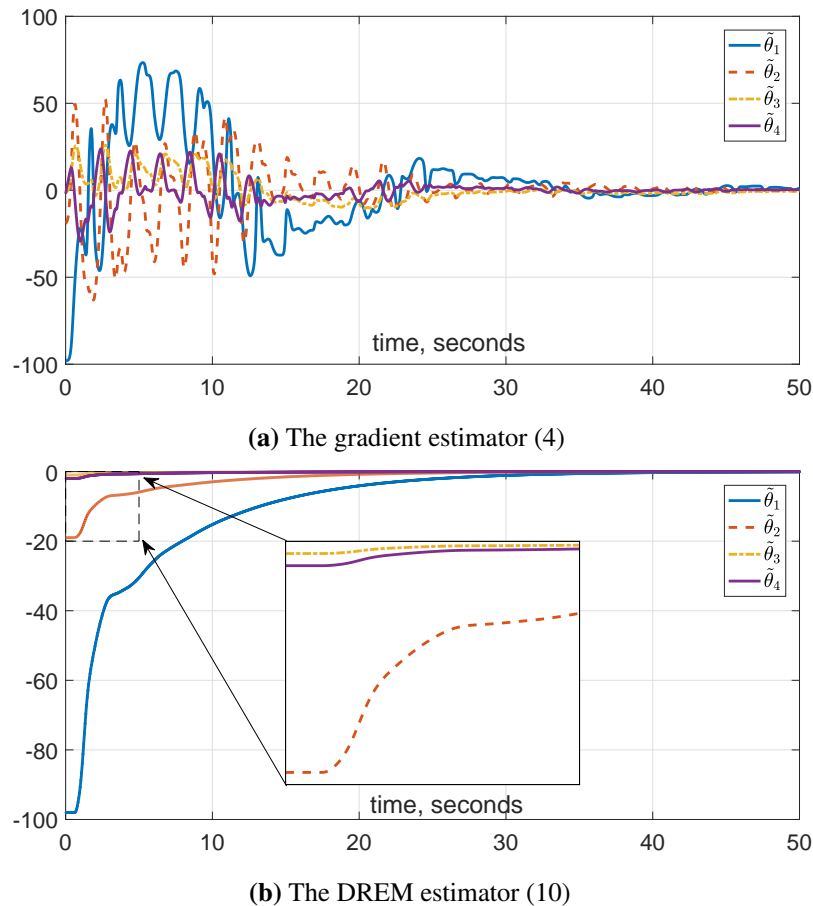 100
50
0
-50
-100
θ̃₁
θ̃₂
θ̃₃
θ̃₄
time, seconds
0 10 20 30 40 50
(a) The gradient estimator (4)
0
-20
-40
-60
-80
-100
θ̃₁
θ̃₂
θ̃₃
θ̃₄
time, seconds
0 10 20 30 40 50
(b) The DREM estimator (10)